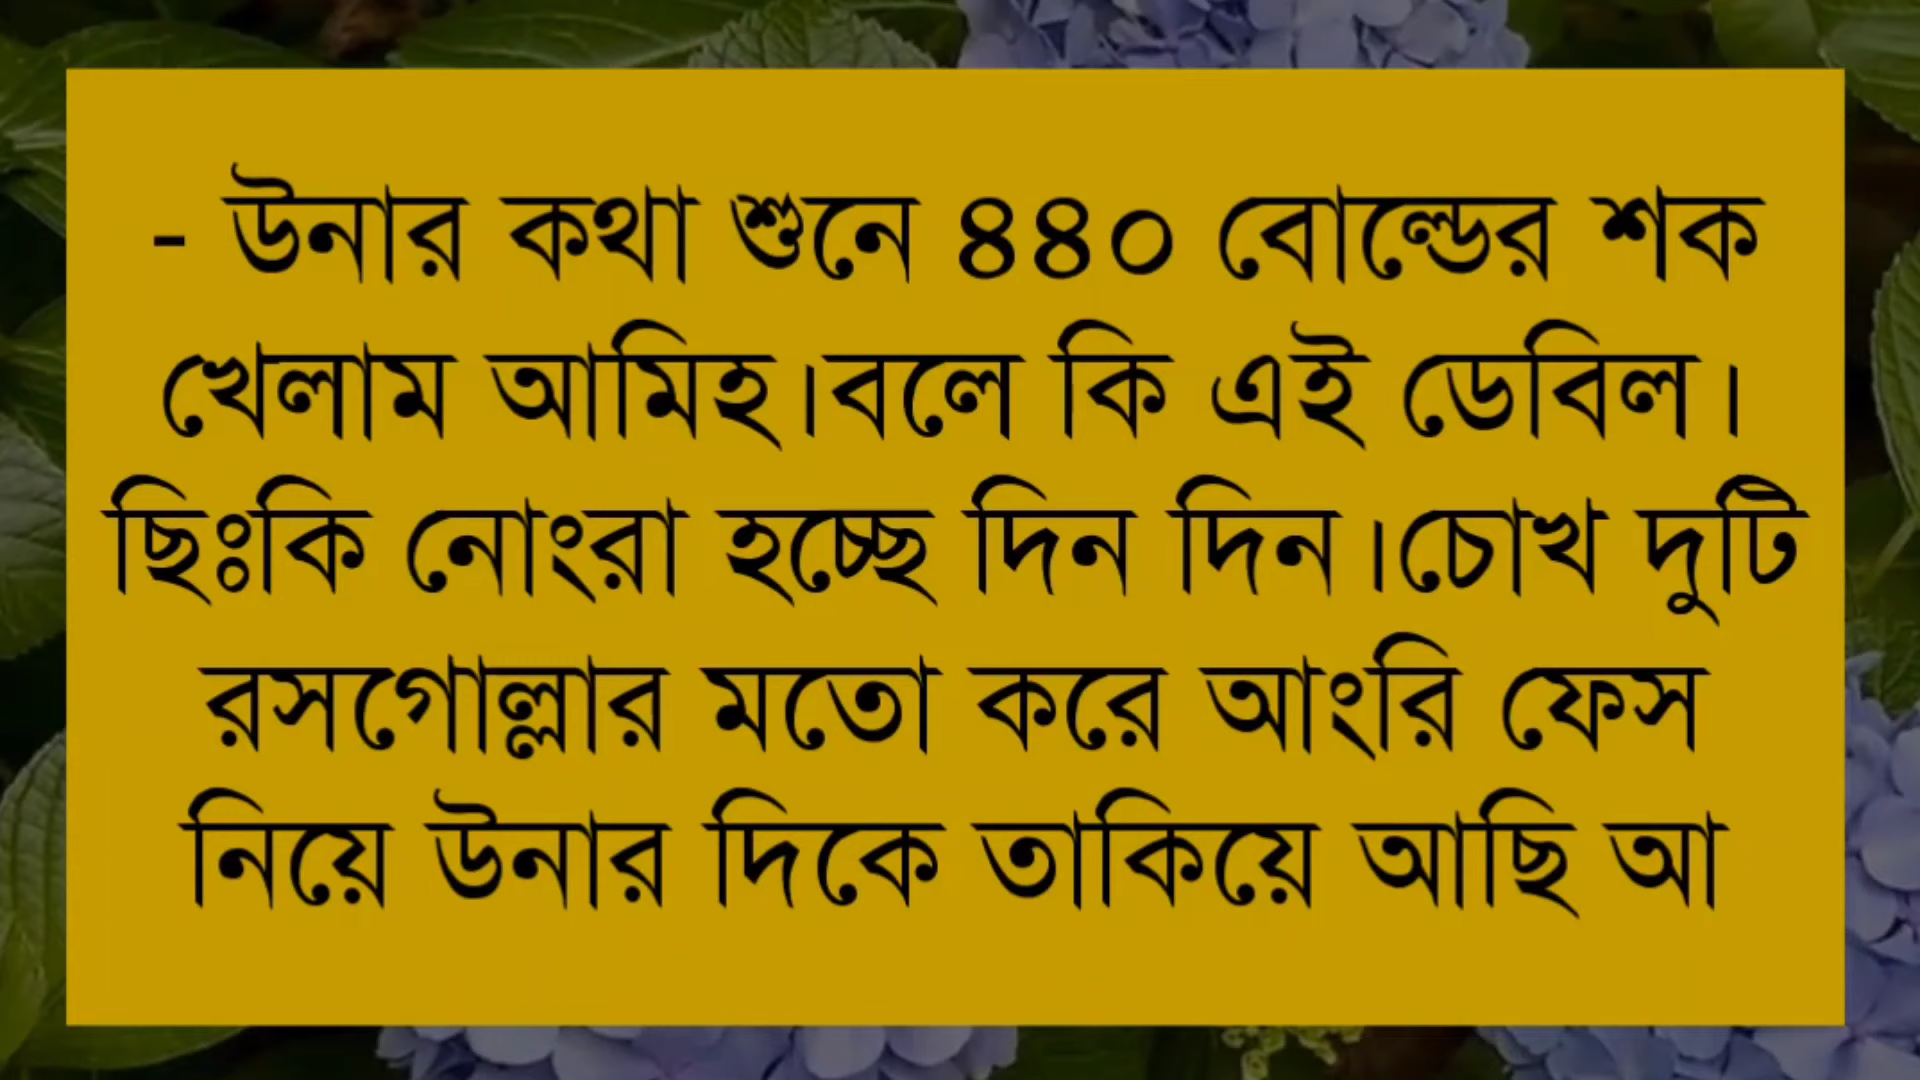 - উনার কথা শুনে ৪৪০ বোল্ডের শক
খেলাম আমিহ।বলে কি এই ডেবিল।
ছিঃকি নোংরা হচ্ছে দিন দিন।চোখ দুটি
রসগোল্লার মতো করে আংরি ফেস
নিয়ে উনার দিকে তাকিয়ে আছি আ